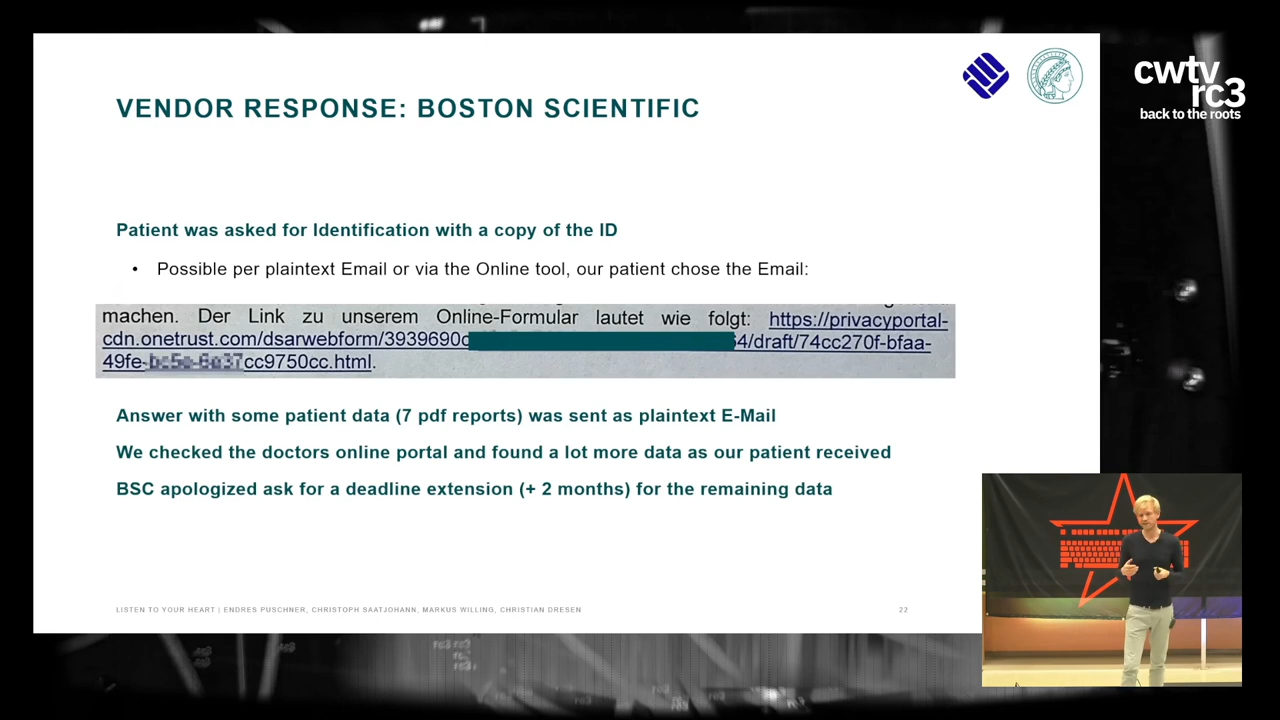 cwtv
rc3
back to the roots
VENDOR RESPONSE: BOSTON SCIENTIFIC
Patient was asked for Identification with a copy of the ID
• Possible per plaintext Email or via the Online tool, our patient chose the Email:
machen. Der Link zu unserem Online-Formular lautet wie folgt: https://privacyportal-
cdn.onetrust.com/dsarwebform/3939690c 64/draft/74cc270f-bfaa-
49fe- cc9750cc.html.
Answer with some patient data (7 pdf reports) was sent as plaintext E-Mail
We checked the doctors online portal and found a lot more data as our patient received
BSC apologized ask for a deadline extension (+ 2 months) for the remaining data
LISTEN TO YOUR HEART | ENDRES PUSCHNER, CHRISTOPH SAATJOHANN, MARKUS WILLING, CHRISTIAN DRESEN
22